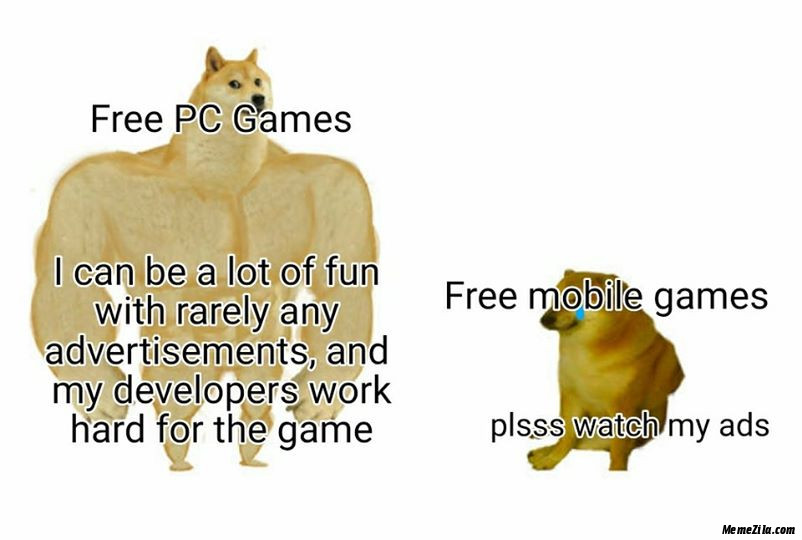 Free PC Games
I can be a lot of fun
with rarely any
advertisements, and
my developers work
hard for the game
Free mobile games
plsss watch my ads
MemeZila.com